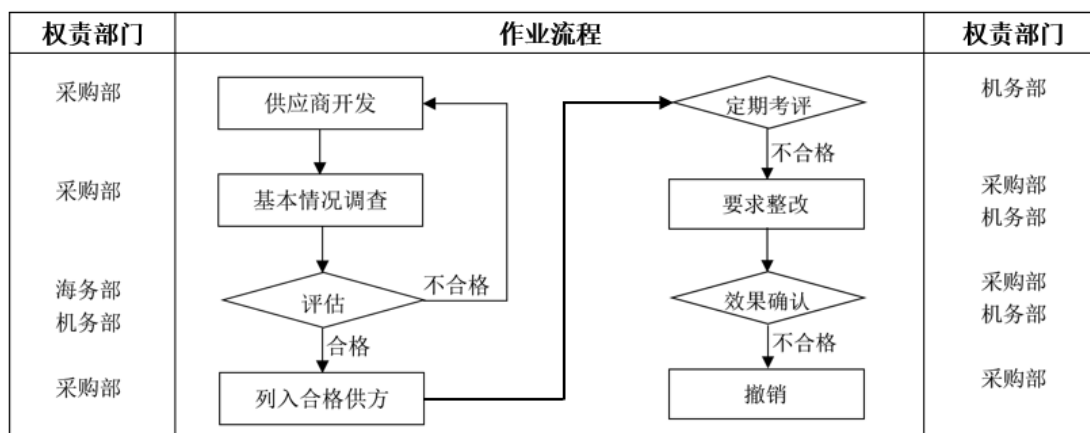 权责部门
作业流程
权责部门
采购部
供应商开发
定期考评
机务部
不合格
采购部
基本情况调查
要求整改
采购部
机务部
海务部
机务部
评估
不合格
效果确认
采购部
机务部
合格
不合格
采购部
列入合格供方
撤销
采购部